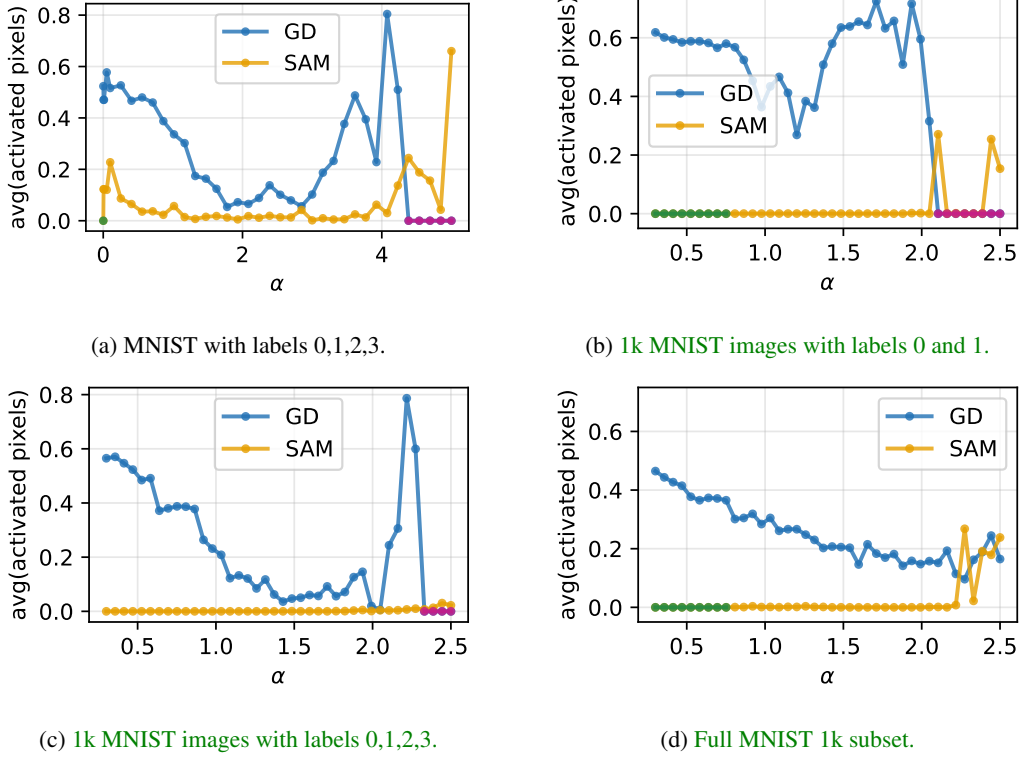 avg(activated pixels)
0.8
0.6
0.4
0.2
0.0
GD
SAM
0
2
4
α
(a) MNIST with labels 0,1,2,3.
avg(activated pixels)
0.6
0.4
0.2
0.0
GD
SAM
0.5
1.0
1.5
2.0
2.5
α
(b) 1k MNIST images with labels 0 and 1.
avg(activated pixels)
0.8
0.6
0.4
0.2
0.0
GD
SAM
0.5
1.0
1.5
2.0
2.5
α
(c) 1k MNIST images with labels 0,1,2,3.
avg(activated pixels)
0.6
0.4
0.2
0.0
GD
SAM
0.5
1.0
1.5
2.0
2.5
α
(d) Full MNIST 1k subset.